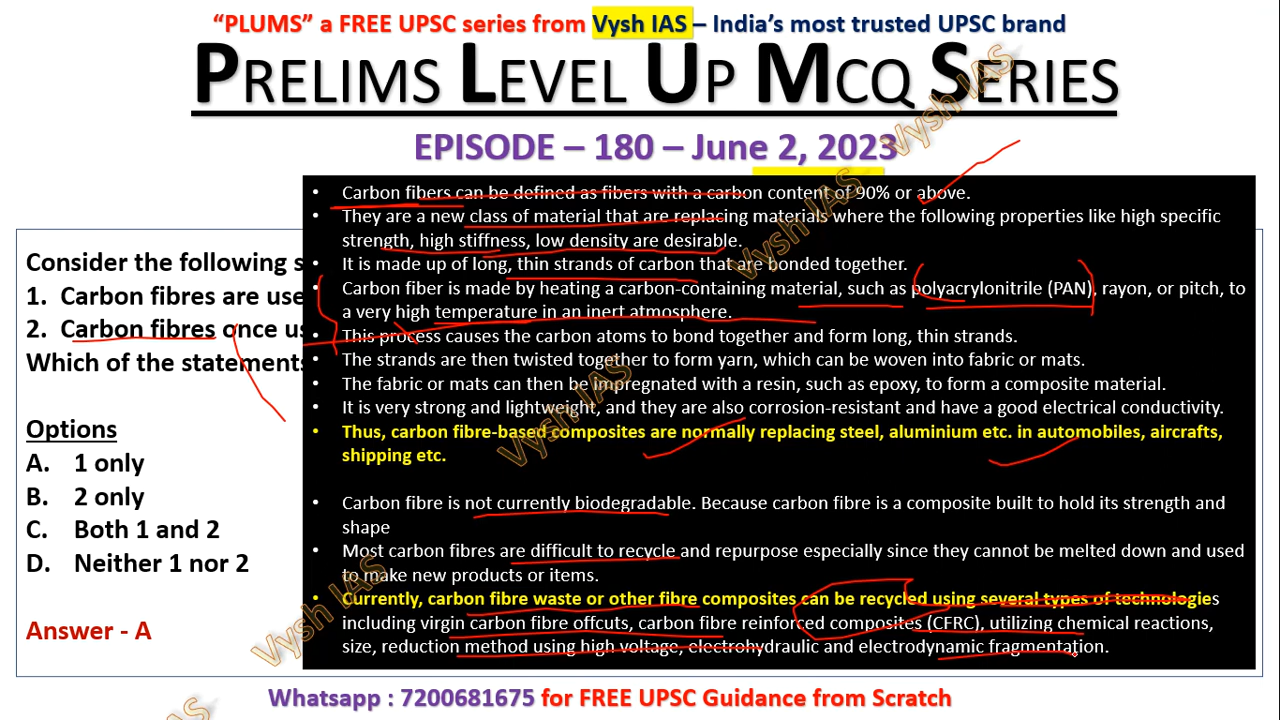 “PLUMS” a FREE UPSC series from Vysh IAS – India’s most trusted UPSC brand
PRELIMS LEVEL UP MCQ SERIES
EPISODE – 180 – June 2, 2023
Consider the following s
1. Carbon fibres are use
2. Carbon fibres once us
Which of the statements
Options
A. 1 only
B. 2 only
C. Both 1 and 2
D. Neither 1 nor 2
Answer - A
• Carbon fibers can be defined as fibers with a carbon content of 90% or above.
• They are a new class of material that are replacing materials where the following properties like high specific
strength, high stiffness, low density are desirable.
• It is made up of long, thin strands of carbon that are bonded together.
• Carbon fiber is made by heating a carbon-containing material, such as polyacrylonitrile (PAN), rayon, or pitch, to
a very high temperature in an inert atmosphere.
• This process causes the carbon atoms to bond together and form long, thin strands.
• The strands are then twisted together to form yarn, which can be woven into fabric or mats.
• The fabric or mats can then be impregnated with a resin, such as epoxy, to form a composite material.
• It is very strong and lightweight, and they are also corrosion-resistant and have a good electrical conductivity.
• Thus, carbon fibre-based composites are normally replacing steel, aluminium etc. in automobiles, aircrafts,
shipping etc.
• Carbon fibre is not currently biodegradable. Because carbon fibre is a composite built to hold its strength and
shape
• Most carbon fibres are difficult to recycle and repurpose especially since they cannot be melted down and used
to make new products or items.
• Currently, carbon fibre waste or other fibre composites can be recycled using several types of technologies
including virgin carbon fibre offcuts, carbon fibre reinforced composites (CFRC), utilizing chemical reactions,
size, reduction method using high voltage, electrohydraulic and electrodynamic fragmentation.
Vysh IAS
Vysh IAS
Vysh IAS
Vysh IAS
Vysh IAS
Whatsapp : 7200681675 for FREE UPSC Guidance from Scratch